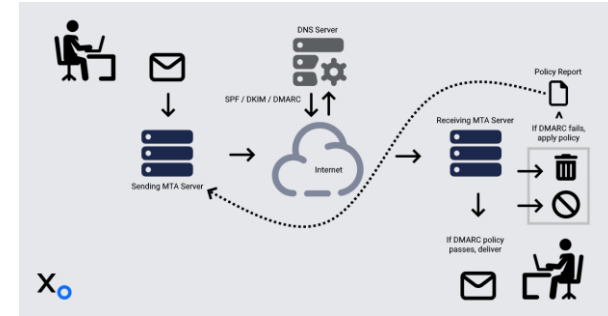 DNS Server
SPF / DKIM / DMARC
Sending MTA Server
Internet
Receiving MTA Server
Policy Report
If DMARC fails,
apply policy
If DMARC policy
passes, deliver